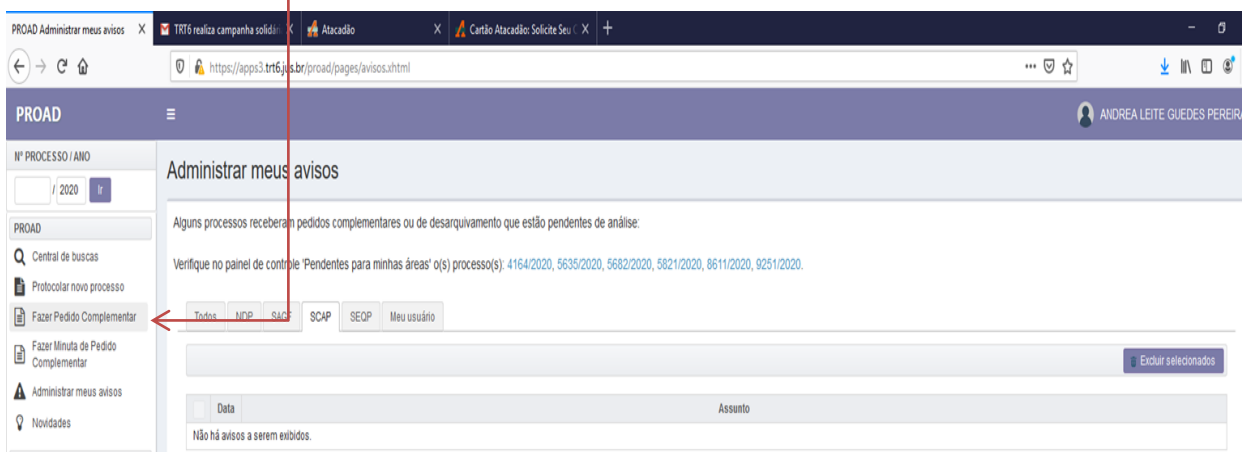 PROAD Administrar meus avisos
TRT6 realiza campanha solidári
Atacadão
Cartão Atacadão: Solicite Seu C
https://apps3.trt6.jus.br/proad/pages/avisos.xhtml
PROAD
ANDREA LEITE GUEDES PEREIRA
Nº PROCESSO / ANO
/ 2020 Ir
PROAD
Central de buscas
Protocolar novo processo
Fazer Pedido Complementar
Fazer Minuta de Pedido
Complementar
Administrar meus avisos
Novidades
Administrar meus avisos
Alguns processos receberam pedidos complementares ou de desarquivamento que estão pendentes de análise:
Verifique no painel de controle 'Pendentes para minhas áreas' o(s) processo(s): 4164/2020, 5635/2020, 5682/2020, 5821/2020, 8611/2020, 9251/2020.
Todos NDP SAGF SCAP SEQP Meu usuário
Excluir selecionados
Data Assunto
Não há avisos a serem exibidos.